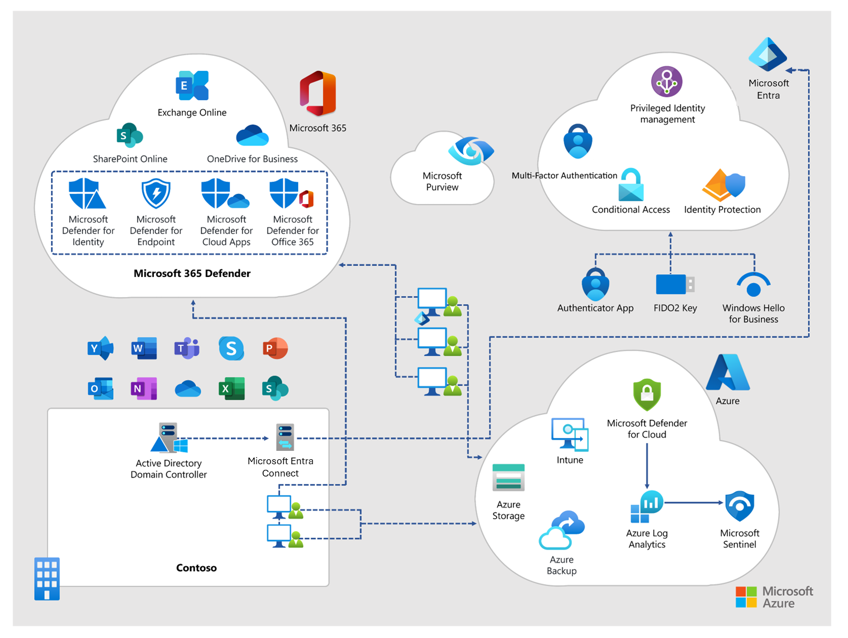 Exchange Online
Microsoft 365
SharePoint Online
OneDrive for Business
Microsoft
Defender for
Identity
Microsoft
Defender for
Endpoint
Microsoft
Defender for
Cloud Apps
Microsoft
Defender for
Office 365
Microsoft 365 Defender
Microsoft
Purview
Microsoft
Entra
Privileged Identity
management
Multi-Factor Authentication
Conditional Access
Identity Protection
Authenticator App
FIDO2 Key
Windows Hello
for Business
Y
W
T
S
P
O
N
X
S
Active Directory
Domain Controller
Microsoft Entra
Connect
Contoso
Azure
Microsoft Defender
for Cloud
Intune
Azure
Storage
Azure
Backup
Azure Log
Analytics
Microsoft
Sentinel
Microsoft
Azure
E
S